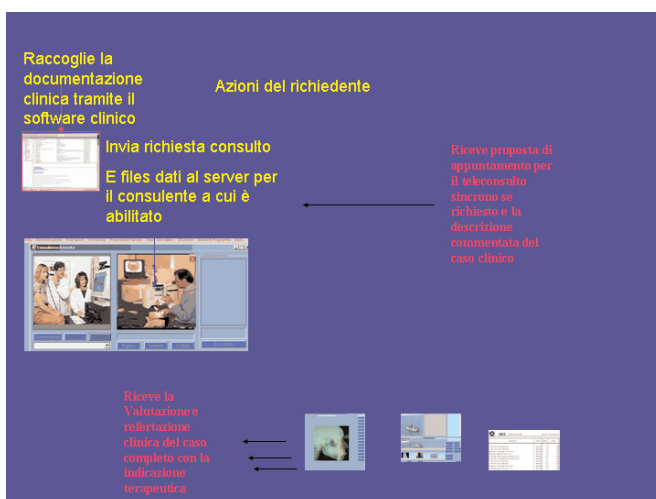 Raccoglie la
documentazione
clinica tramite il
software clinico
Azioni del richiedente
Invia richiesta consulto
E files dati al server per
il consulente a cui è
abilitato
Riceve proposta di
appuntamento per
il teleconsulto
sincrono se
richiesto e la
descrizione
commentata del
caso clinico
Riceve la
Valutazione e
refertazione
clinica del caso
completo con la
indicazione
terapeutica